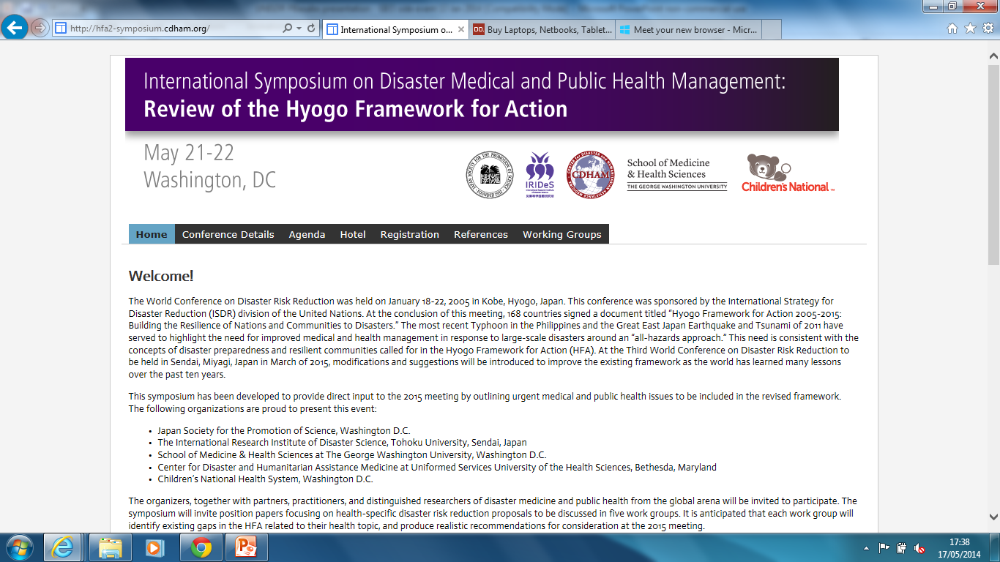 http://hfa2-symposium.cdham.org/
International Symposium o...
DO.
Buy Laptops, Netbooks, Tablet...
Meet your new browser - Micr...
International Symposium on Disaster Medical and Public Health Management:
Review of the Hyogo Framework for Action
May 21-22
Washington, DC
IRIDeS
CDHAM
School of Medicine
& Health Sciences
THE GEORGE WASHINGTON UNIVERSITY
Children's National ™
Home Conference Details Agenda Hotel Registration References Working Groups
Welcome!
The World Conference on Disaster Risk Reduction was held on January 18-22, 2005 in Kobe, Hyogo, Japan. This conference was sponsored by the International Strategy for
Disaster Reduction (ISDR) division of the United Nations. At the conclusion of this meeting, 168 countries signed a document titled “Hyogo Framework for Action 2005-2015:
Building the Resilience of Nations and Communities to Disasters.” The most recent Typhoon in the Philippines and the Great East Japan Earthquake and Tsunami of 2011 have
served to highlight the need for improved medical and health management in response to large-scale disasters around an “all-hazards approach.” This need is consistent with the
concepts of disaster preparedness and resilient communities called for in the Hyogo Framework for Action (HFA). At the Third World Conference on Disaster Risk Reduction to
be held in Sendai, Miyagi, Japan in March of 2015, modifications and suggestions will be introduced to improve the existing framework as the world has learned many lessons
over the past ten years.
This symposium has been developed to provide direct input to the 2015 meeting by outlining urgent medical and public health issues to be included in the revised framework.
The following organizations are proud to present this event:
• Japan Society for the Promotion of Science, Washington D.C.
• The International Research Institute of Disaster Science, Tohoku University, Sendai, Japan
• School of Medicine & Health Sciences at The George Washington University, Washington D.C.
• Center for Disaster and Humanitarian Assistance Medicine at Uniformed Services University of the Health Sciences, Bethesda, Maryland
• Children’s National Health System, Washington D.C.
The organizers, together with partners, practitioners, and distinguished researchers of disaster medicine and public health from the global arena will be invited to participate. The
symposium will invite position papers focusing on health-specific disaster risk reduction proposals to be discussed in five work groups. It is anticipated that each work group will
identify existing gaps in the HFA related to their health topic, and produce realistic recommendations for consideration at the 2015 meeting.
17:38
17/05/2014